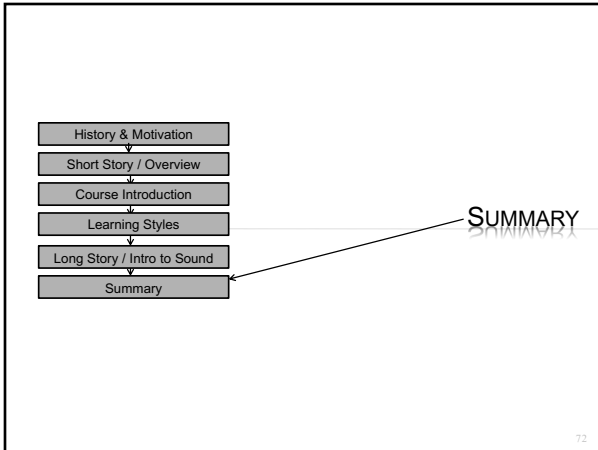 History & Motivation
Short Story / Overview
Course Introduction
Learning Styles
Long Story / Intro to Sound
Summary
SUMMARY
72